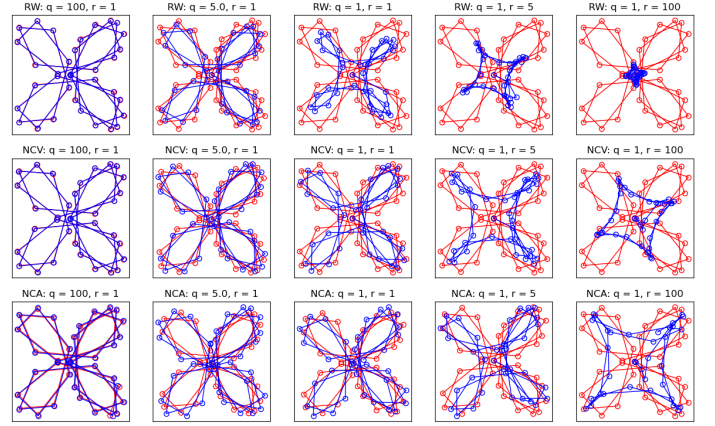 RW: q = 100, r = 1
RW: q = 5.0, r = 1
RW: q = 1, r = 1
RW: q = 1, r = 5
RW: q = 1, r = 100
NCV: q = 100, r = 1
NCV: q = 5.0, r = 1
NCV: q = 1, r = 1
NCV: q = 1, r = 5
NCV: q = 1, r = 100
NCA: q = 100, r = 1
NCA: q = 5.0, r = 1
NCA: q = 1, r = 1
NCA: q = 1, r = 5
NCA: q = 1, r = 100